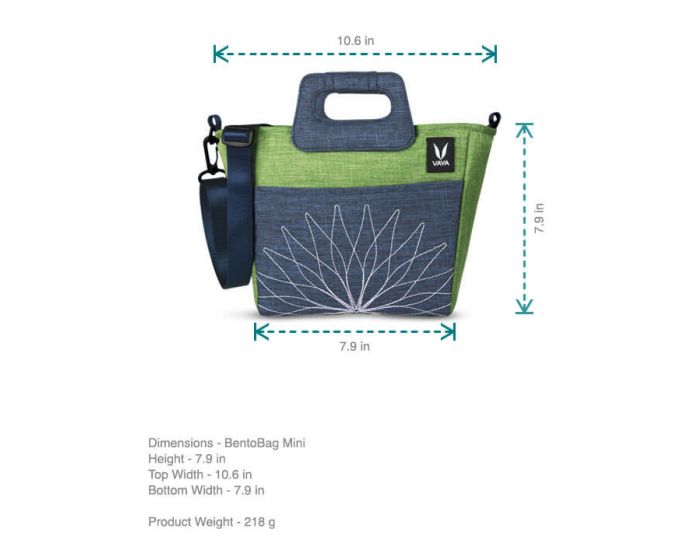 10.6 in
VAYA
7.9 in
7.9 in
Dimensions - BentoBag Mini
Height - 7.9 in
Top Width - 10.6 in
Bottom Width - 7.9 in
Product Weight - 218 g